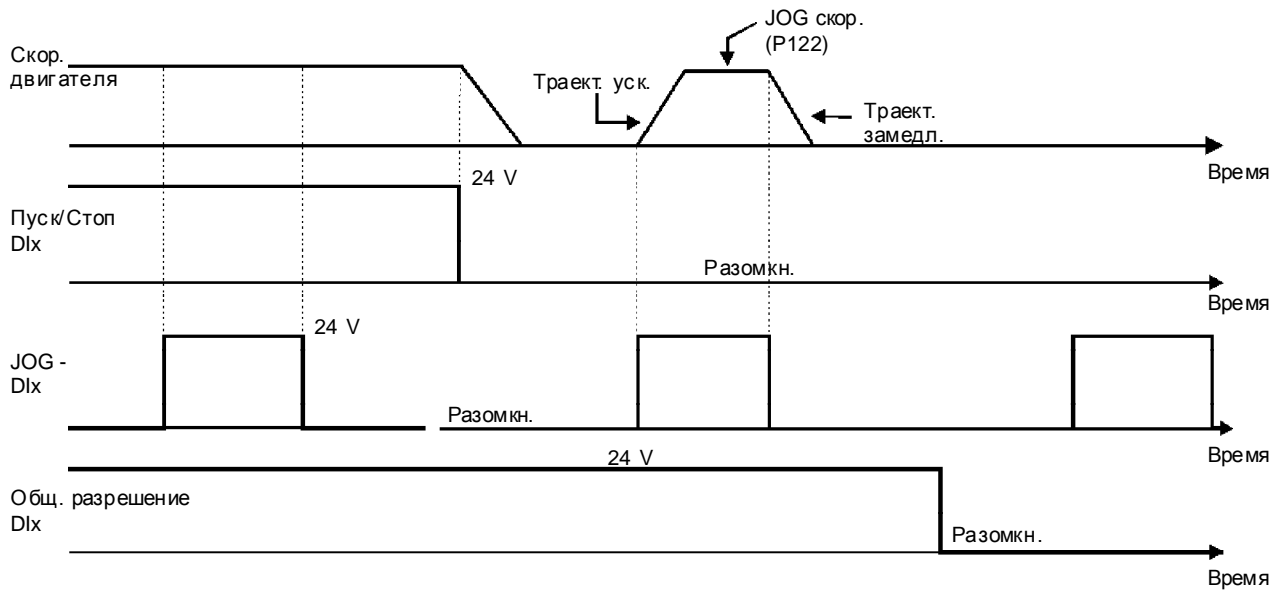 JOG скор.
(P122)
Скор.
двигателя
Траект. уск.
Траект.
замедл.
Время
24 V
Пуск/Стоп
DIx
Разомкн.
Время
24 V
JOG -
DIx
Разомкн.
Время
24 V
Общ. разрешение
DIx
Разомкн.
Время